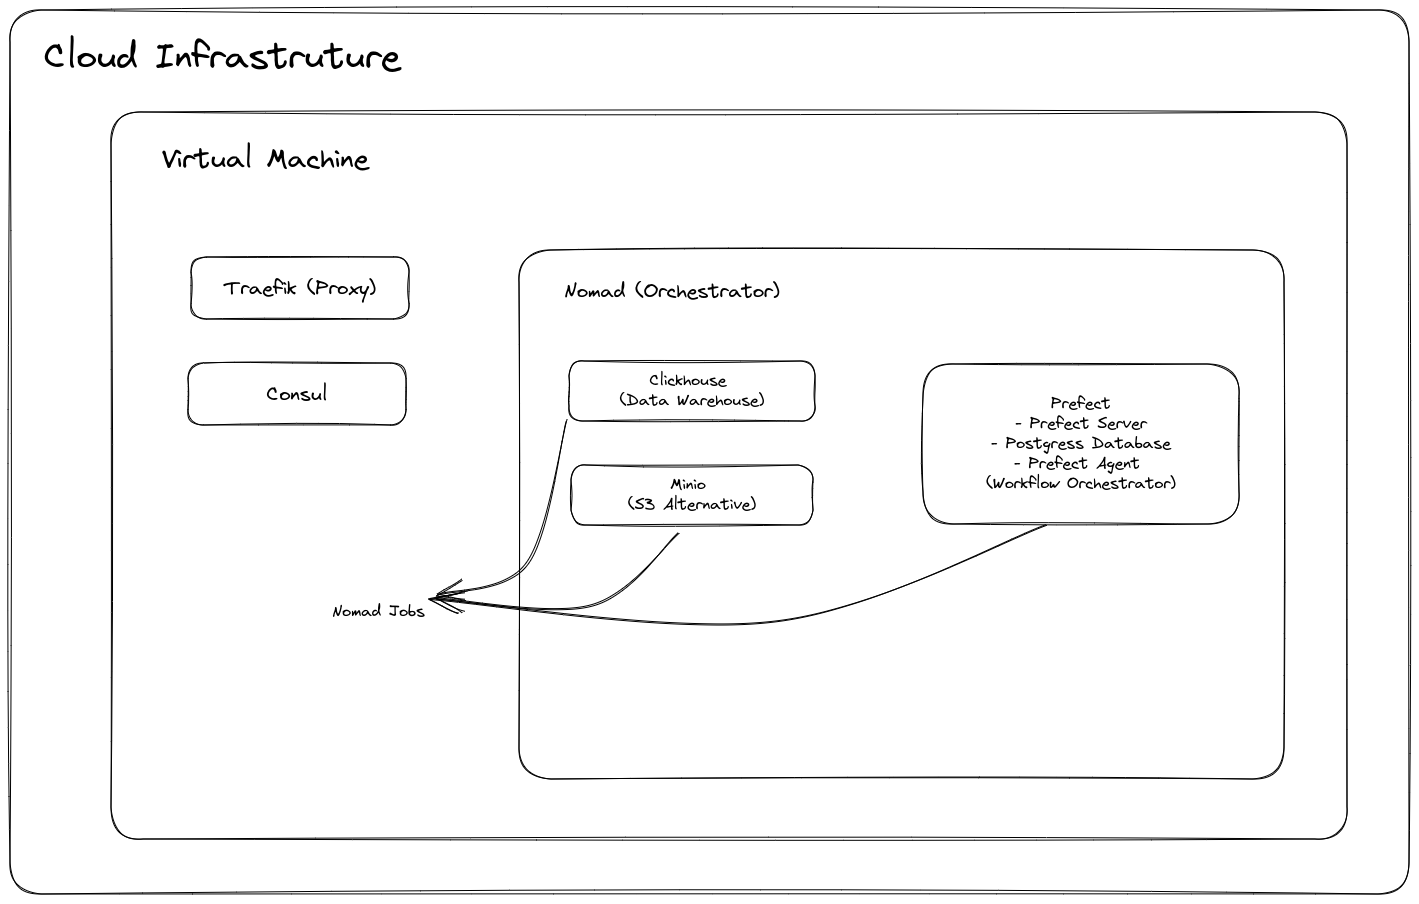 Cloud Infrastruture
Virtual Machine
Traefik (Proxy)
Consul
Nomad (Orchestrator)
Clickhouse
(Data Warehouse)
Minio
(S3 Alternative)
Prefect
- Prefect Server
- Postgress Database
- Prefect Agent
(Workflow Orchestrator)
Nomad Jobs